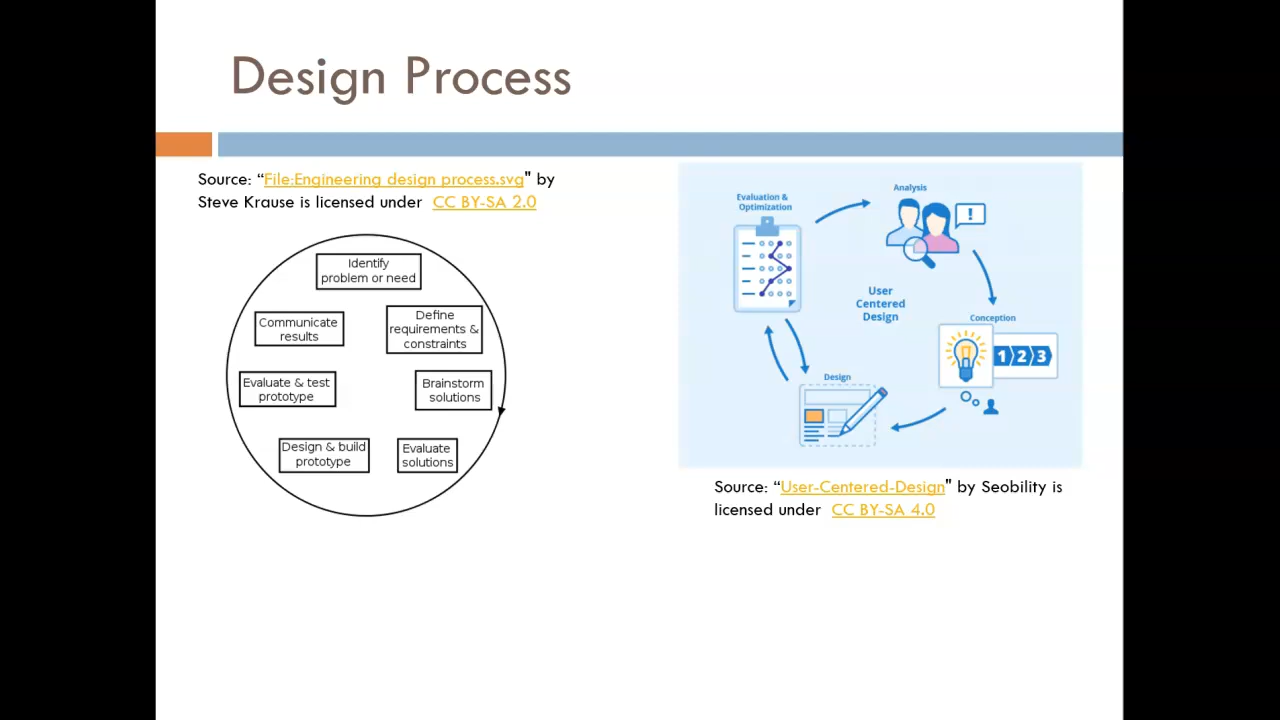 Design Process
Source: “File:Engineering design process.svg" by
Steve Krause is licensed under CC BY-SA 2.0
Identify
problem or need
Define
requirements &
constraints
Brainstorm
solutions
Evaluate
solutions
Design & build
prototype
Evaluate & test
prototype
Communicate
results
Evaluation &
Optimization
Analysis
!
User
Centered
Design
Conception
1 2 3
Design
Source: “User-Centered-Design" by Seobility is
licensed under CC BY-SA 4.0